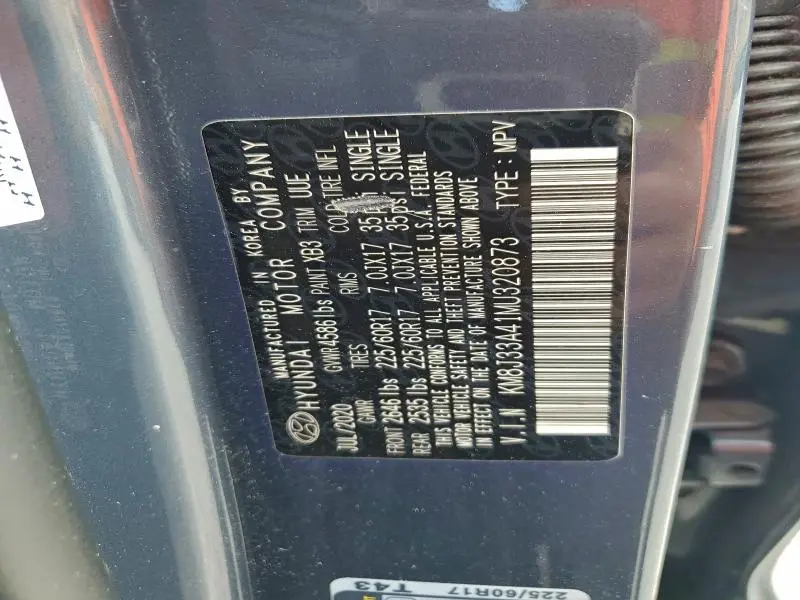 MANUFACTURED IN KOREA BY
HYUNDAI MOTOR COMPANY
JUL/2020 GVWR 4586 lbs PAINT XB3 TRIM UUE
GAWR TIRES RIMS COLD TIRE INFL
FRONT 2646 lbs 225/60R17 7.0JX17 35 SINGLE
REAR 2535 lbs 225/60R17 7.0JX17 35 psi SINGLE
THIS VEHICLE CONFORMS TO ALL APPLICABLE U.S.A. FEDERAL
MOTOR VEHICLE SAFETY AND THEFT PREVENTION STANDARDS
IN EFFECT ON THE DATE OF MANUFACTURE SHOWN ABOVE
V.I.N KM8J33A41MU320873 TYPE : MPV
225/60R17
T43